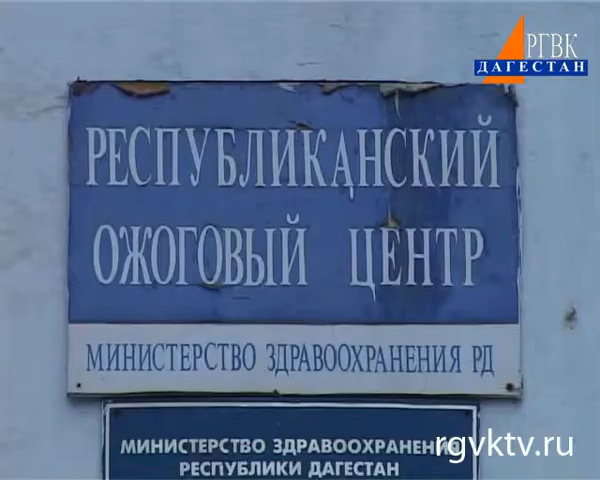 РГВК
ДАГЕСТАН
РЕСПУБЛИКАНСКИЙ
ОЖОГОВЫЙ ЦЕНТР
МИНИСТЕРСТВО ЗДРАВООХРАНЕНИЯ РД
МИНИСТЕРСТВО ЗДРАВООХРАНЕНИЯ
РЕСПУБЛИКИ ДАГЕСТАН
rgvktv.ru